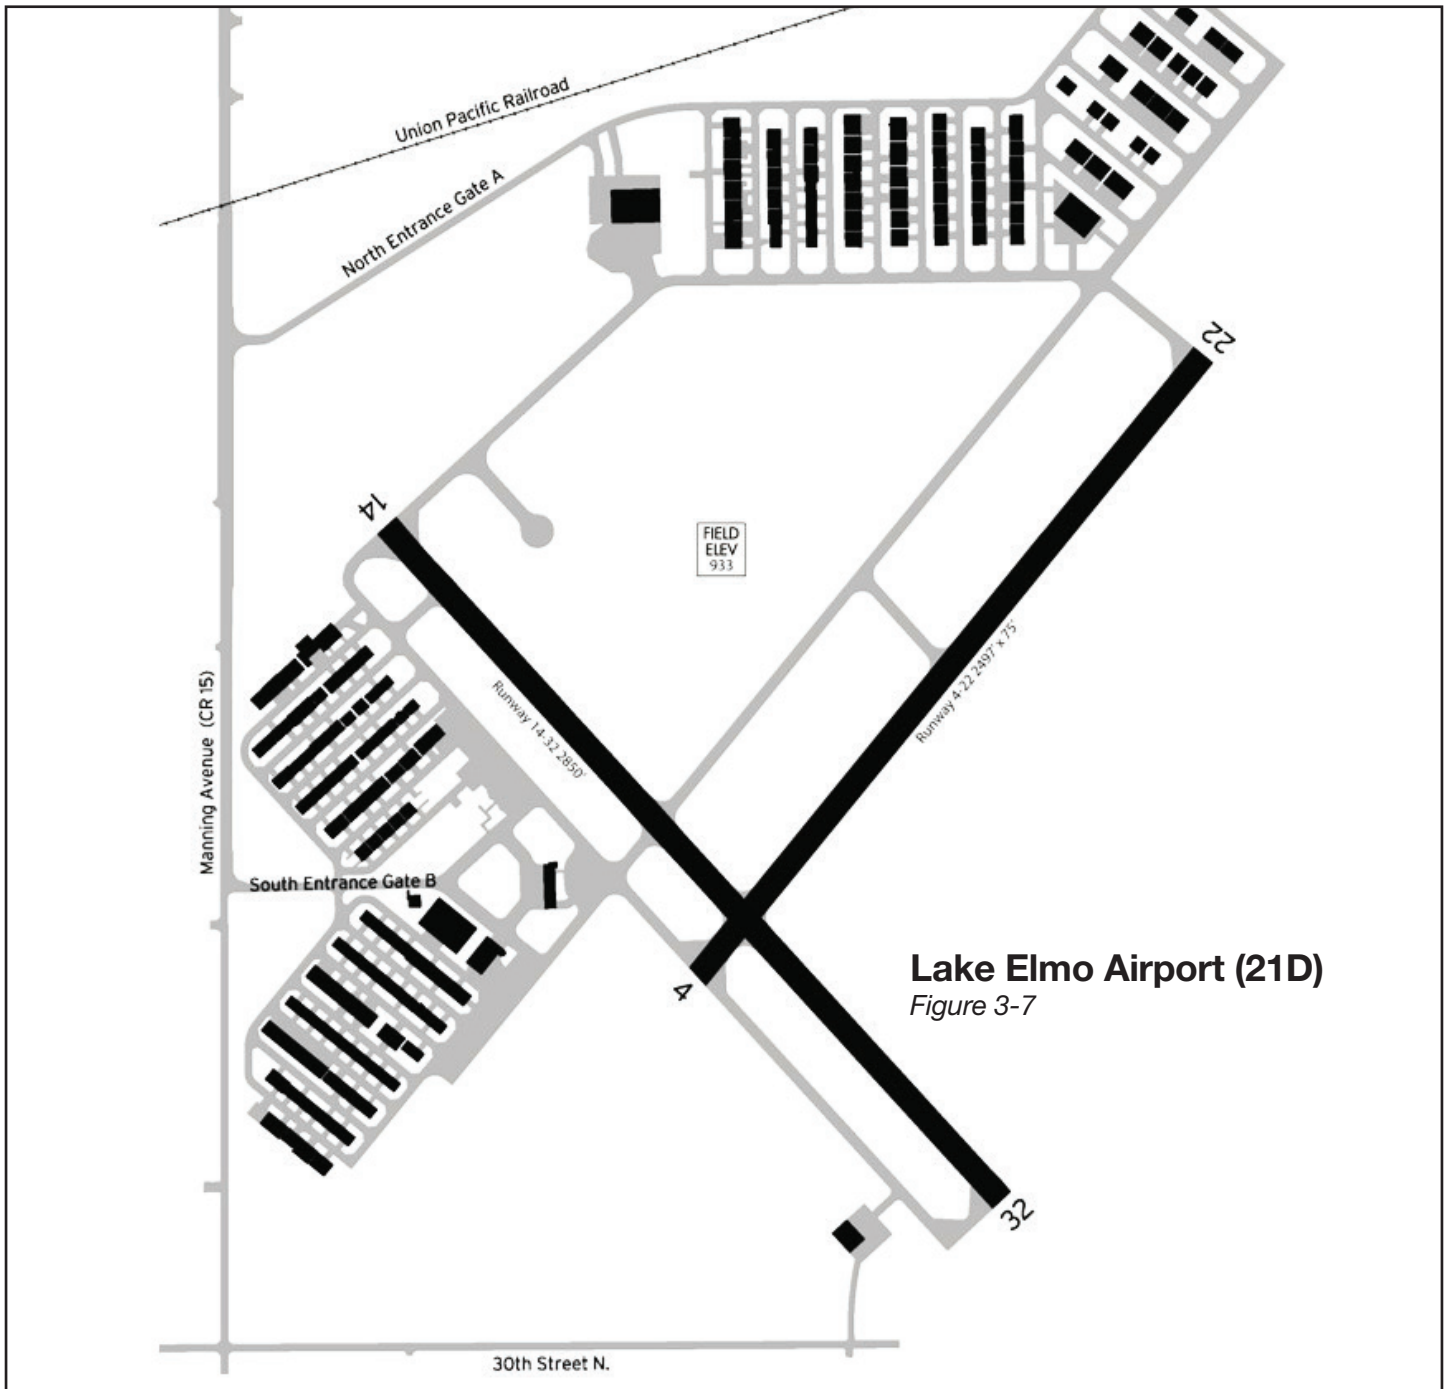 Union Pacific Railroad
North Entrance Gate A
22
14
FIELD
ELEV
933
Runway 14-32 2850'
Runway 4-22 2497' x 75'
Manning Avenue (CR 15)
South Entrance Gate B
4
Lake Elmo Airport (21D)
Figure 3-7
32
30th Street N.